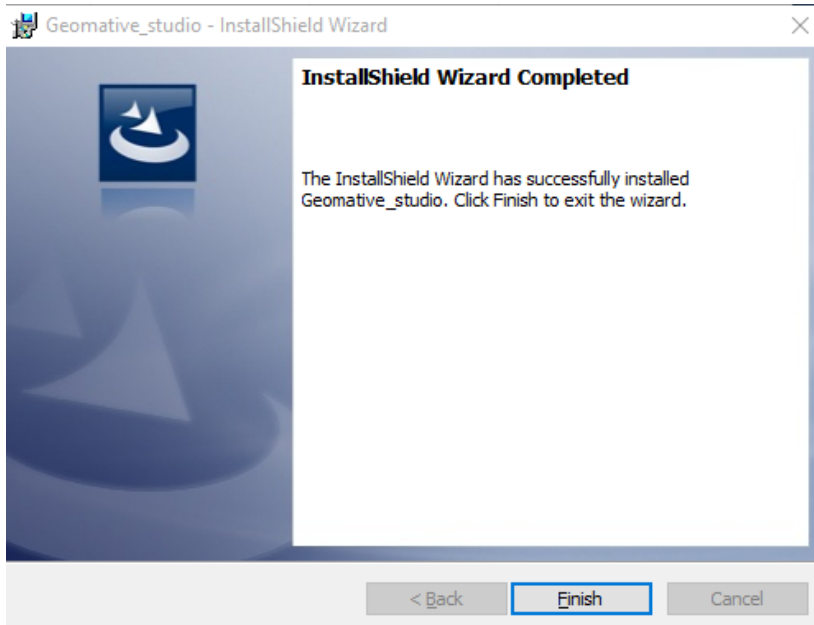 Geomative_studio - InstallShield Wizard
InstallShield Wizard Completed
The InstallShield Wizard has successfully installed
Geomative_studio. Click Finish to exit the wizard.
< Back
Finish
Cancel